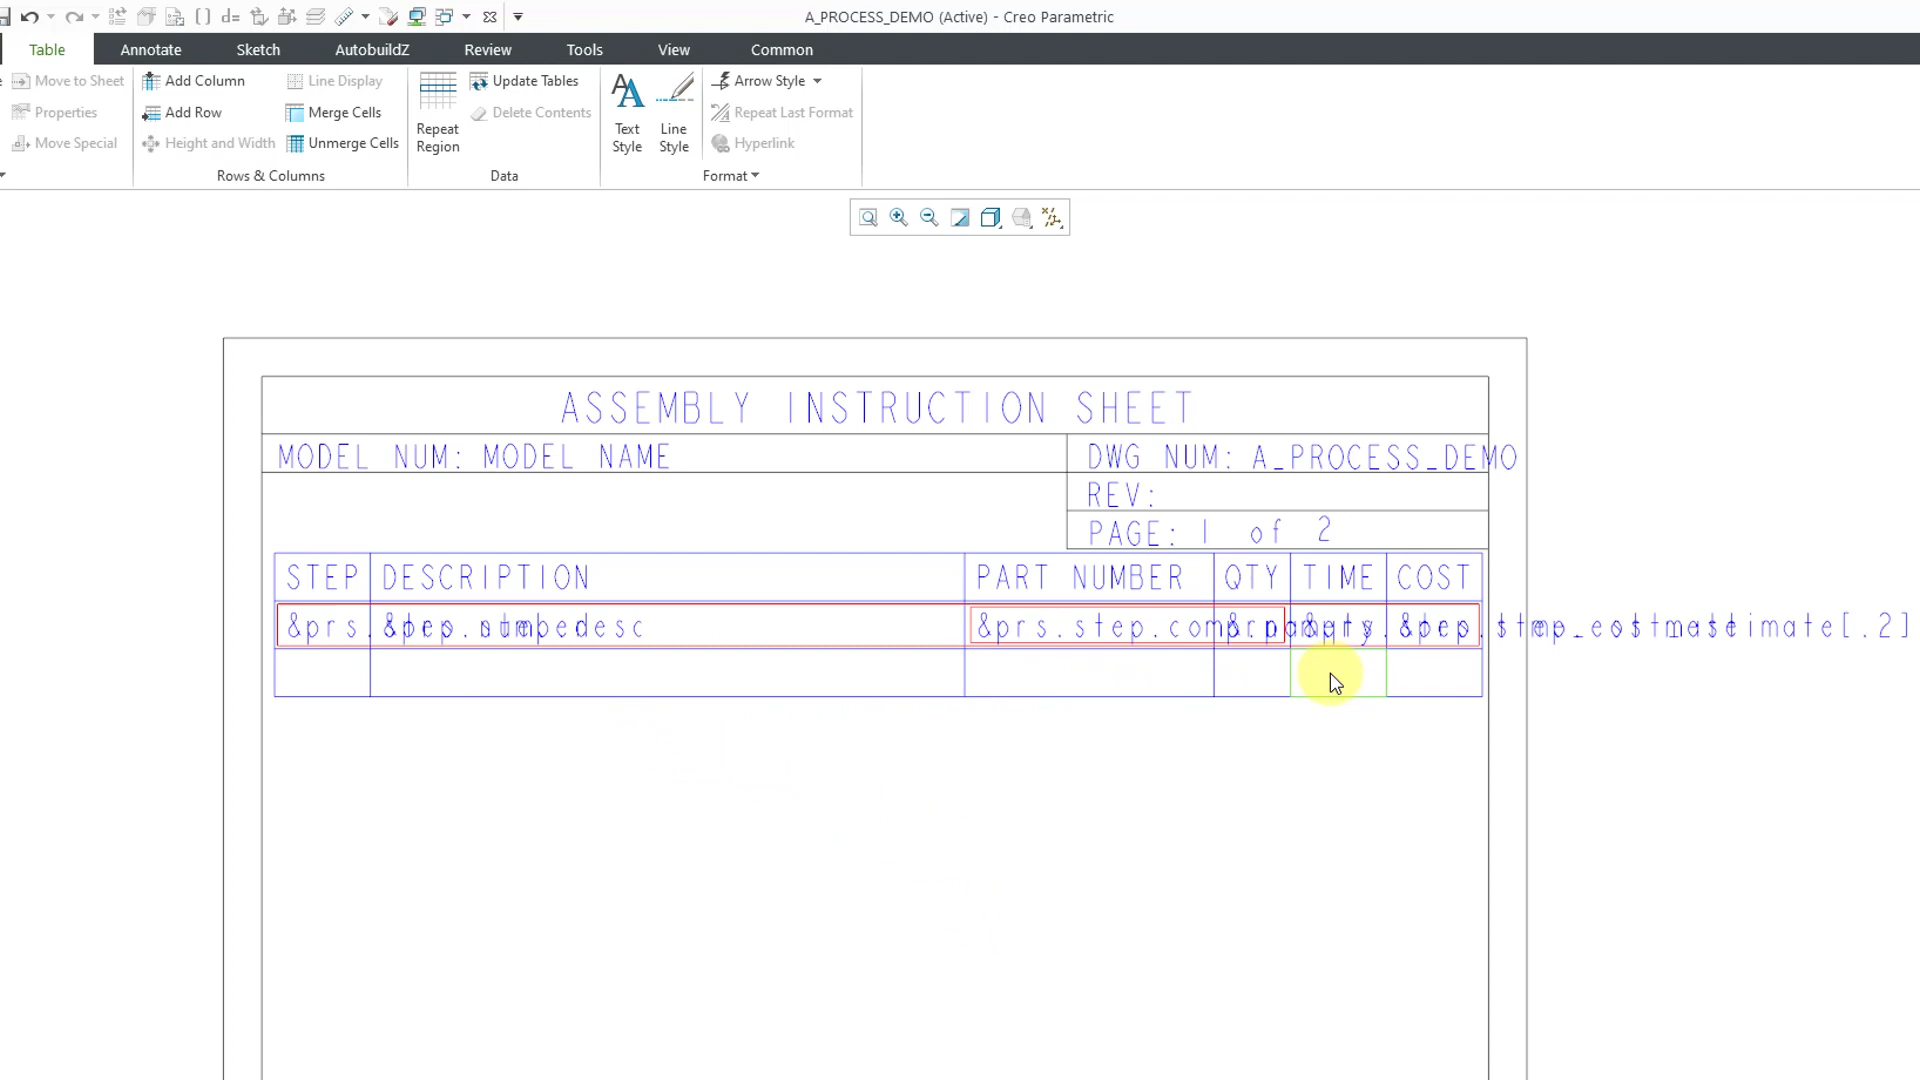 A_PROCESS_DEMO (Active) - Creo Parametric
Table Annotate Sketch AutobuildZ Review Tools View Common
Move to Sheet
Properties
Move Special
Add Column
Add Row
Height and Width
Line Display
Merge Cells
Unmerge Cells
Rows & Columns
Repeat Region
Update Tables
Delete Contents
Data
Text Style
Line Style
Arrow Style
Repeat Last Format
Hyperlink
Format
ASSEMBLY INSTRUCTION SHEET
MODEL NUM: MODEL NAME
DWG NUM: A_PROCESS_DEMO
REV:
PAGE: 1 of 2
STEP DESCRIPTION PART NUMBER QTY TIME COST